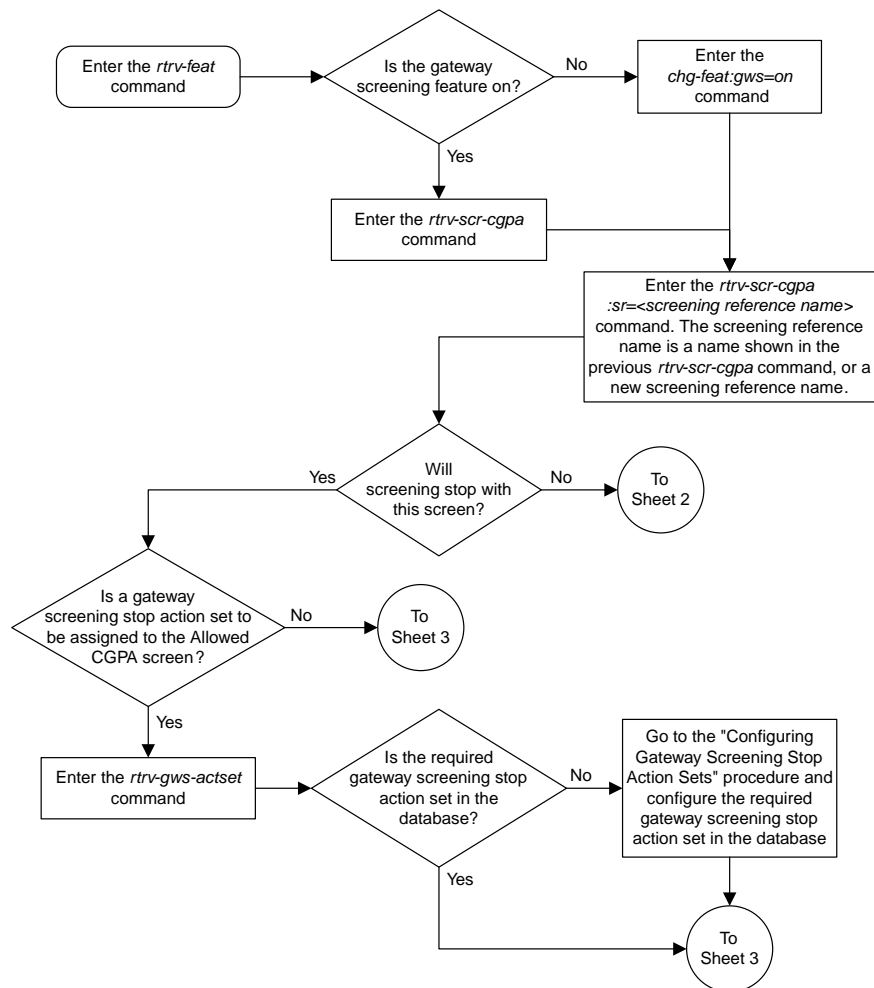 Enter the rtrv-feat
command
Is the gateway
screening feature on?
No
Enter the
chg-feat:gws=on
command
Yes
Enter the rtrv-scr-cgpa
command
Enter the rtrv-scr-cgpa
:sr=<screening reference name>
command. The screening reference
name is a name shown in the
previous rtrv-scr-cgpa command, or a
new screening reference name.
Will
screening stop with
this screen?
Yes
No
To
Sheet 2
Is a gateway
screening stop action set to
be assigned to the Allowed
CGPA screen?
No
To
Sheet 3
Yes
Enter the rtrv-gws-actset
command
Is the required
gateway screening stop
action set in the
database?
No
Go to the "Configuring
Gateway Screening Stop
Action Sets" procedure and
configure the required
gateway screening stop
action set in the database
Yes
To
Sheet 3